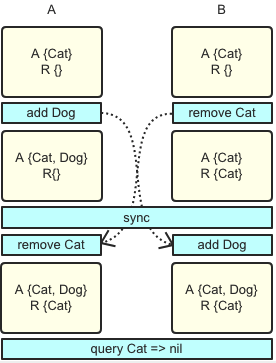 A
B
A {Cat}
R {}
A {Cat}
R {}
add Dog
remove Cat
A {Cat, Dog}
R{}
A {Cat}
R {Cat}
sync
remove Cat
add Dog
A {Cat, Dog}
R {Cat}
A {Cat, Dog}
R {Cat}
query Cat => nil